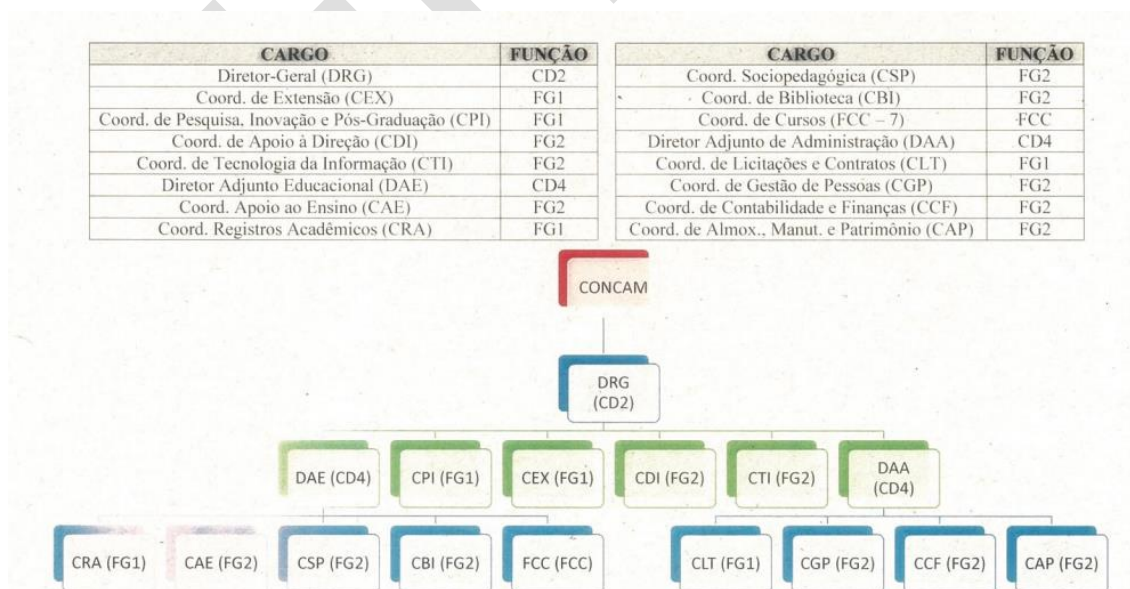 CARGO FUNÇÃO
Diretor-Geral (DRG) CD2
Coord. de Extensão (CEX) FG1
Coord. de Pesquisa, Inovação e Pós-Graduação (CPI) FG1
Coord. de Apoio à Direção (CDI) FG2
Coord. de Tecnologia da Informação (CTI) FG2
Diretor Adjunto Educacional (DAE) CD4
Coord. Apoio ao Ensino (CAE) FG2
Coord. Registros Acadêmicos (CRA) FG1
CARGO FUNÇÃO
Coord. Sociopedagógica (CSP) FG2
Coord. de Biblioteca (CBI) FG2
Coord. de Cursos (FCC – 7) FCC
Diretor Adjunto de Administração (DAA) CD4
Coord. de Licitações e Contratos (CLT) FG1
Coord. de Gestão de Pessoas (CGP) FG2
Coord. de Contabilidade e Finanças (CCF) FG2
Coord. de Almox., Manut. e Patrimônio (CAP) FG2
CONCAM
DRG
(CD2)
DAE (CD4)
CPI (FG1)
CEX (FG1)
CDI (FG2)
CTI (FG2)
DAA
(CD4)
CRA (FG1)
CAE (FG2)
CSP (FG2)
CBI (FG2)
FCC (FCC)
CLT (FG1)
CGP (FG2)
CCF (FG2)
CAP (FG2)